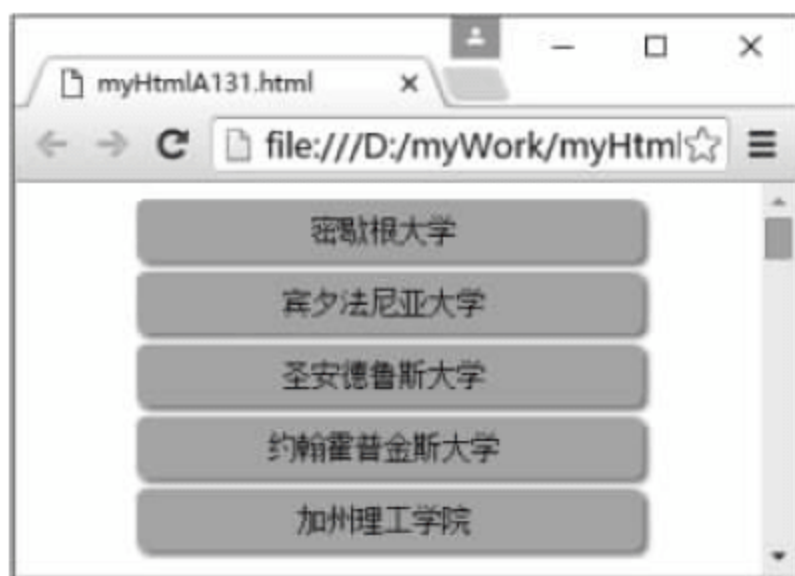 myHtmlA131.html
file:///D:/myWork/myHtml
密歇根大学
宾夕法尼亚大学
圣安德鲁斯大学
约翰霍普金斯大学
加州理工学院